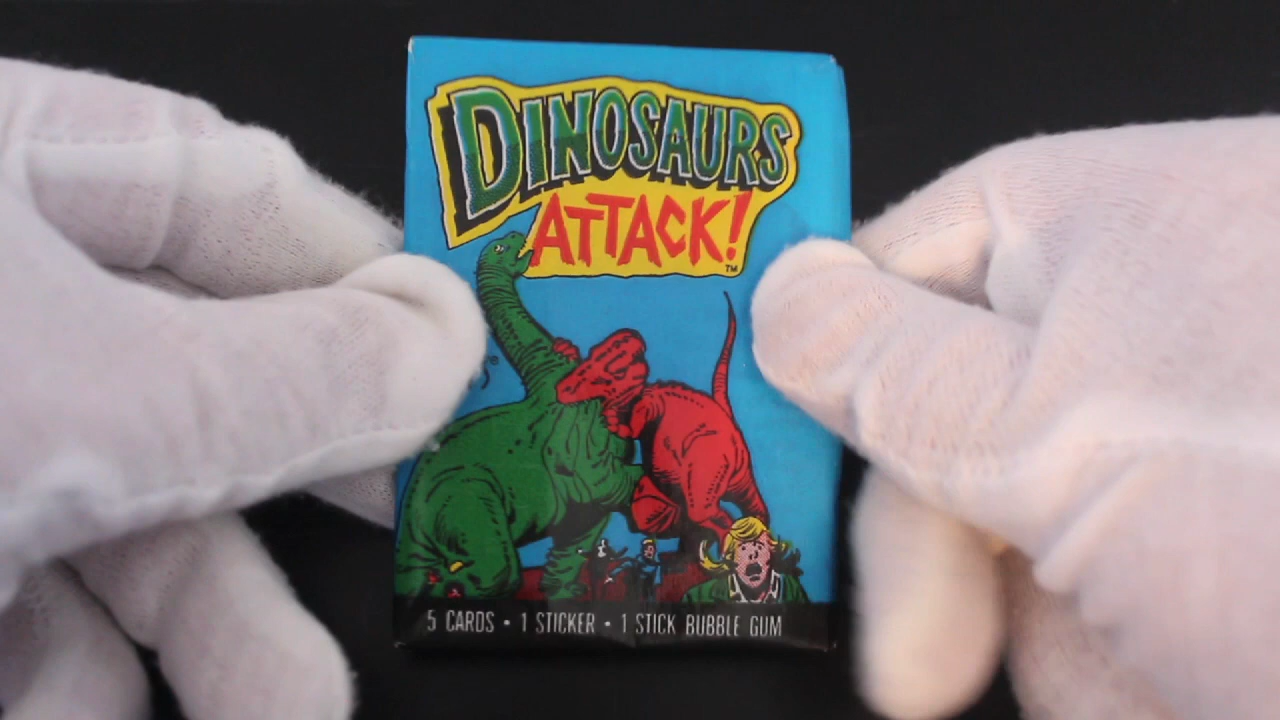 DINOSAURS
ATTACK!
TM
5 CARDS • 1 STICKER • 1 STICK BUBBLE GUM